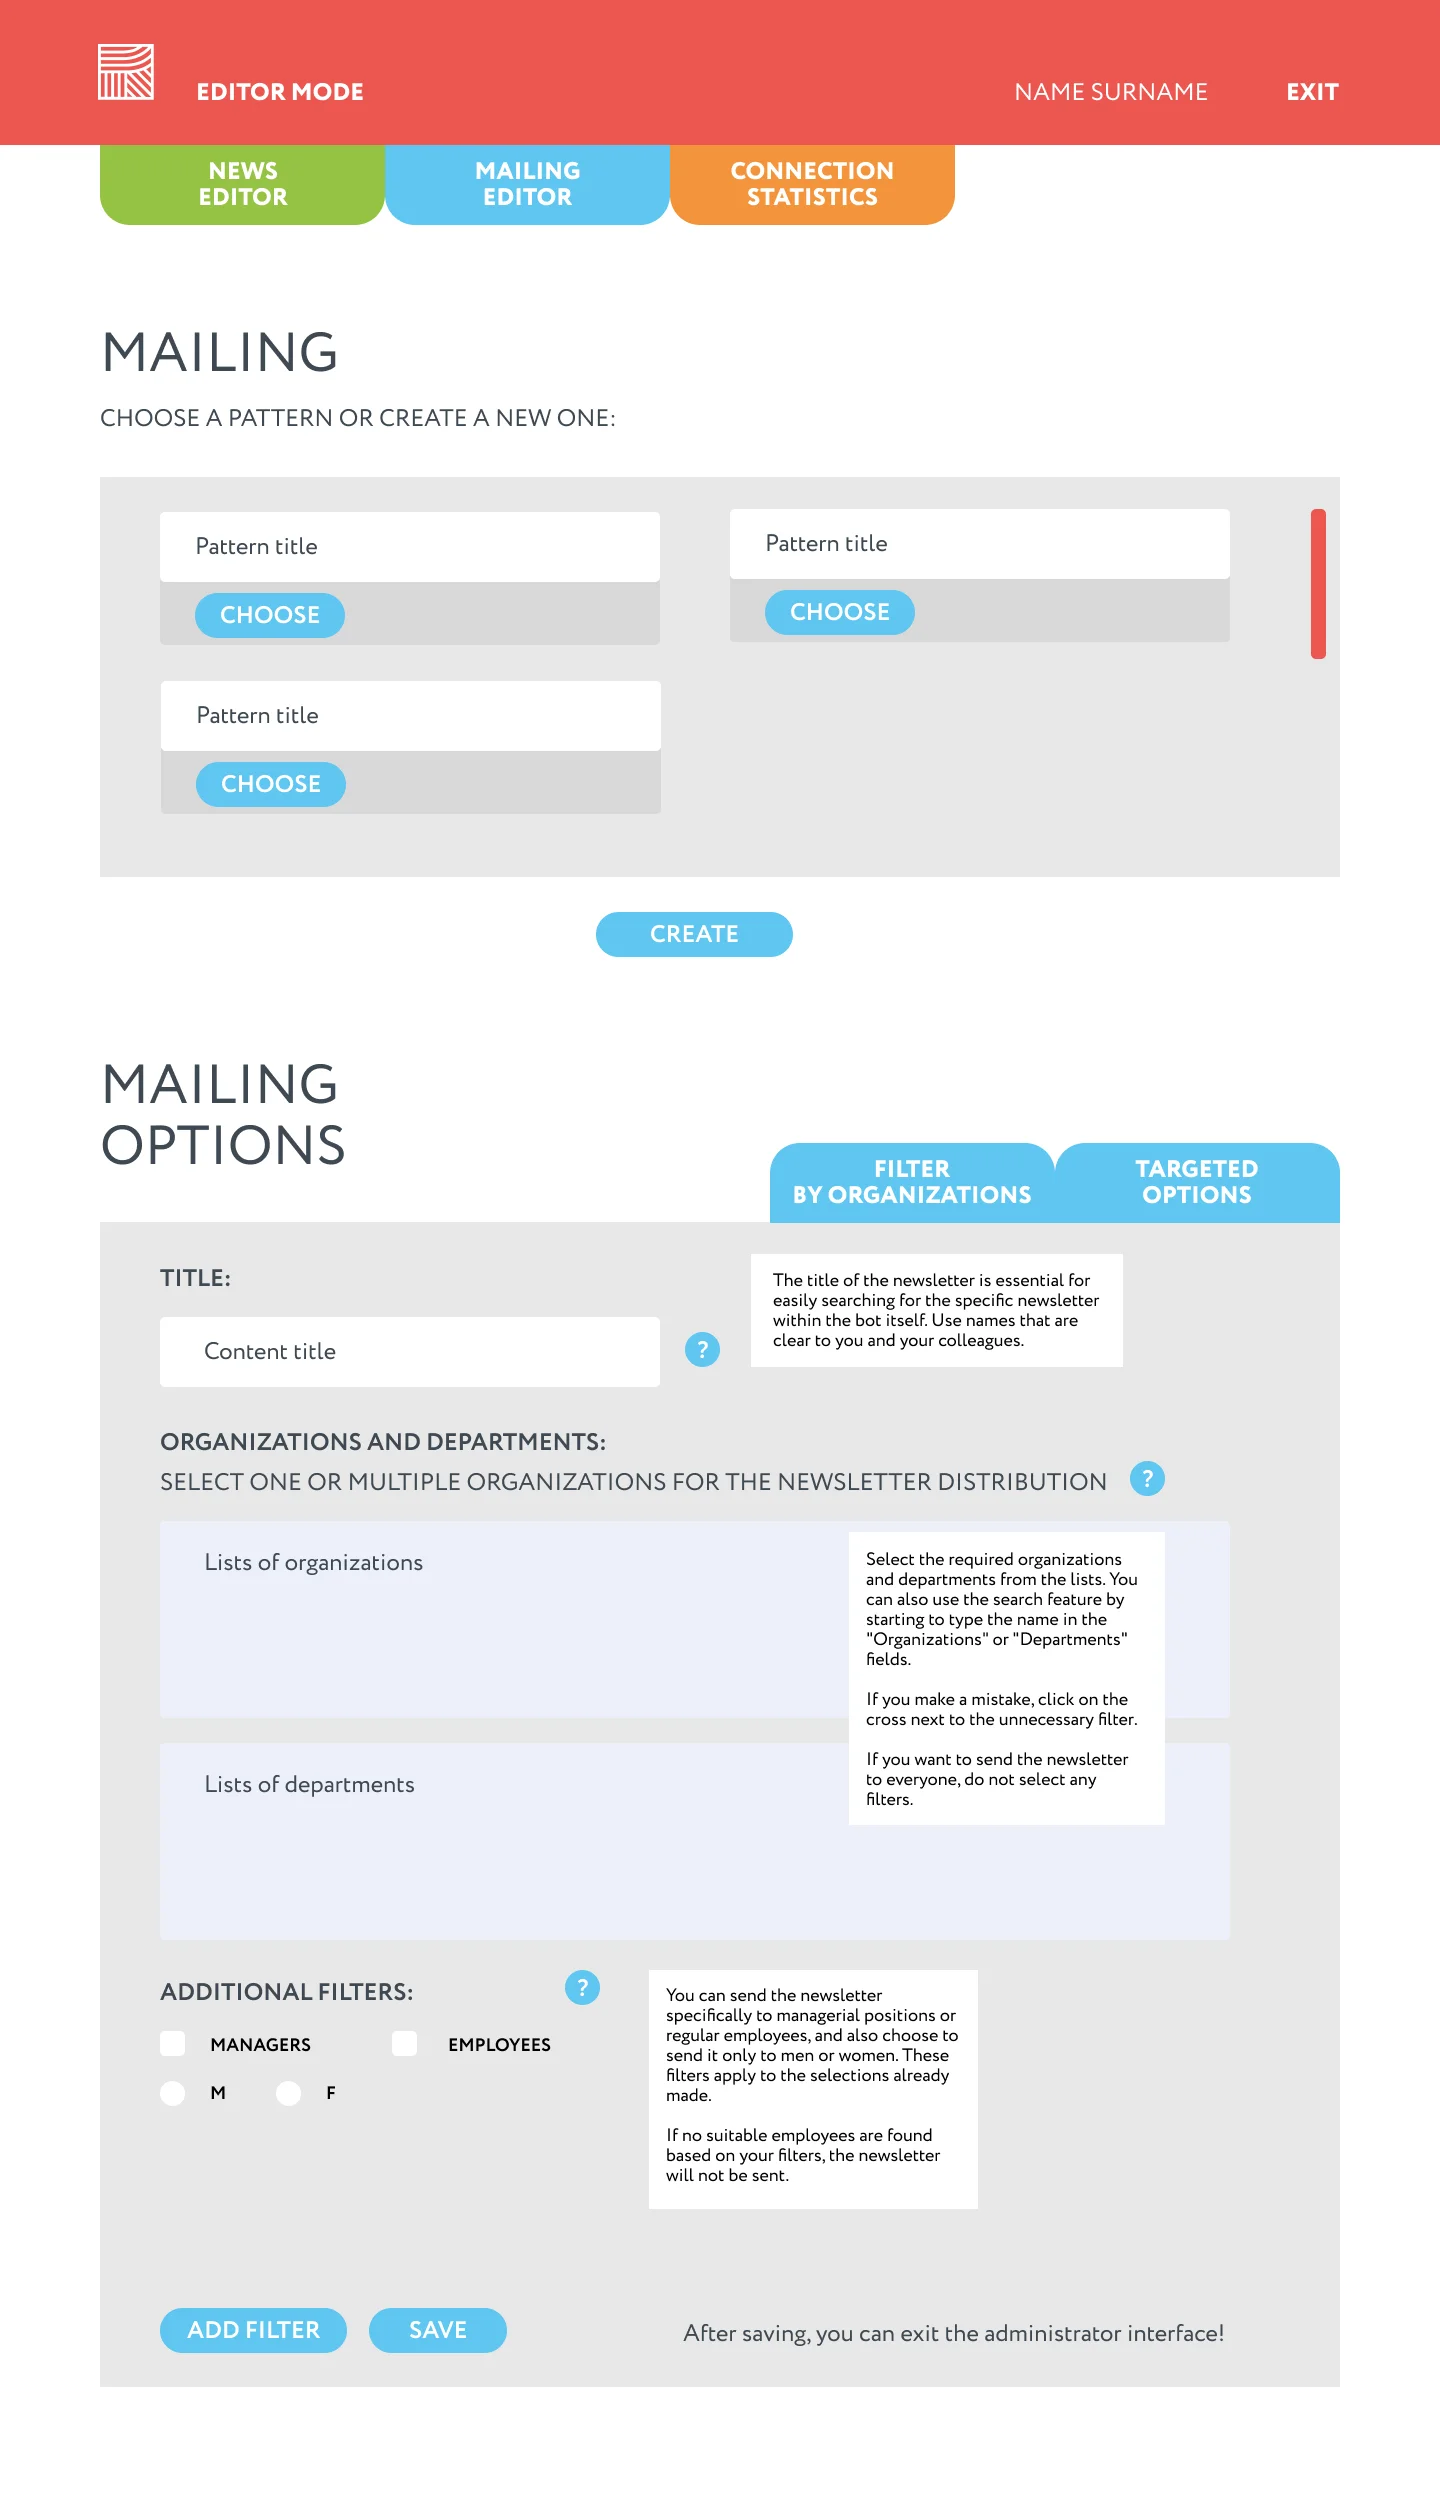 EDITOR MODE
NAME SURNAME
EXIT
NEWS
EDITOR
MAILING
EDITOR
CONNECTION
STATISTICS
MAILING
CHOOSE A PATTERN OR CREATE A NEW ONE:
Pattern title
CHOOSE
Pattern title
CHOOSE
Pattern title
CHOOSE
CREATE
MAILING
OPTIONS
FILTER
BY ORGANIZATIONS
TARGETED
OPTIONS
TITLE:
Content title
?
The title of the newsletter is essential for
easily searching for the specific newsletter
within the bot itself. Use names that are
clear to you and your colleagues.
ORGANIZATIONS AND DEPARTMENTS:
SELECT ONE OR MULTIPLE ORGANIZATIONS FOR THE NEWSLETTER DISTRIBUTION
?
Lists of organizations
Select the required organizations
and departments from the lists. You
can also use the search feature by
starting to type the name in the
"Organizations" or "Departments"
fields.
If you make a mistake, click on the
cross next to the unnecessary filter.
If you want to send the newsletter
to everyone, do not select any
filters.
Lists of departments
ADDITIONAL FILTERS:
?
MANAGERS
EMPLOYEES
M
F
You can send the newsletter
specifically to managerial positions or
regular employees, and also choose to
send it only to men or women. These
filters apply to the selections already
made.
If no suitable employees are found
based on your filters, the newsletter
will not be sent.
ADD FILTER
SAVE
After saving, you can exit the administrator interface!